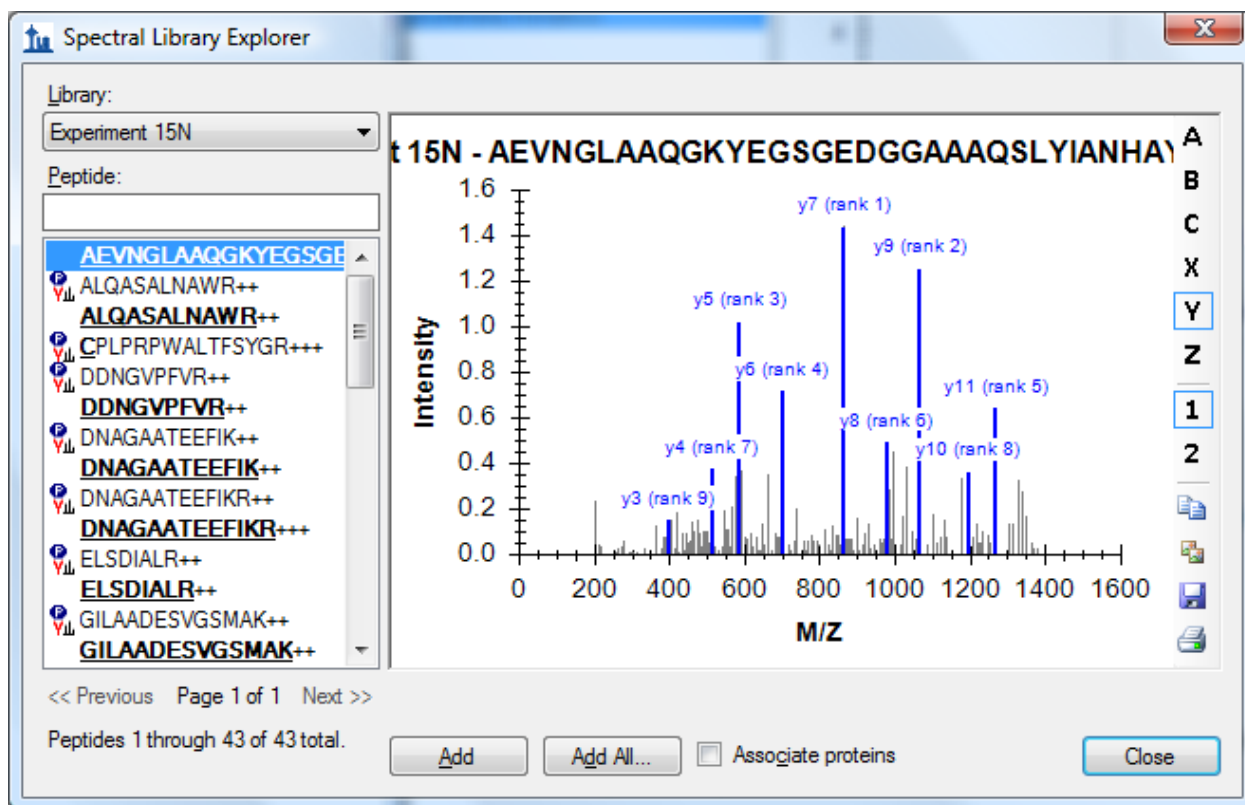 Spectral Library Explorer
Library:
Experiment 15N
Peptide:
AEVNGLAAQGKYEGSGE
ALQASALNAWR++
ALQASALNAWR++
CPLPRPWALTFSYGR+++
DDNGVPFVR++
DDNGVPFVR++
DNAGAATEEFIK++
DNAGAATEEFIK++
DNAGAATEEFIKR++
DNAGAATEEFIKR+++
ELSDIALR++
ELSDIALR++
GILAADESVGSMAK++
GILAADESVGSMAK++
<< Previous Page 1 of 1 Next >>
Peptides 1 through 43 of 43 total.
t 15N - AEVNGLAAQGKYEGSGEDGGAAAQSLYIANHAY
Intensity
1.6
1.4
1.2
1.0
0.8
0.6
0.4
0.2
0.0
y7 (rank 1)
y9 (rank 2)
y5 (rank 3)
y6 (rank 4)
y11 (rank 5)
y8 (rank 6)
y4 (rank 7)
y10 (rank 8)
y3 (rank 9)
0 200 400 600 800 1000 1200 1400 1600
M/Z
A
B
C
X
Y
Z
1
2
Add
Add All...
Associate proteins
Close